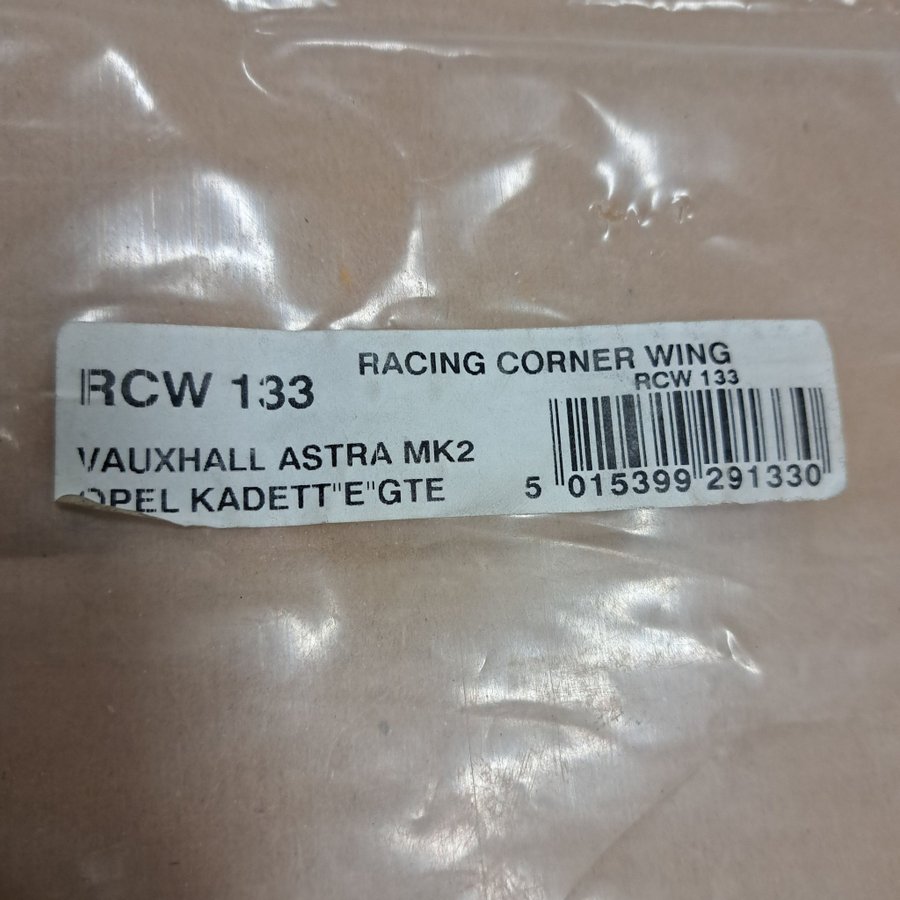 RACING CORNER WING
RCW 133
RCW 133
VAUXHALL ASTRA MK2
OPEL KADETT"E"GTE
5 015399 291330